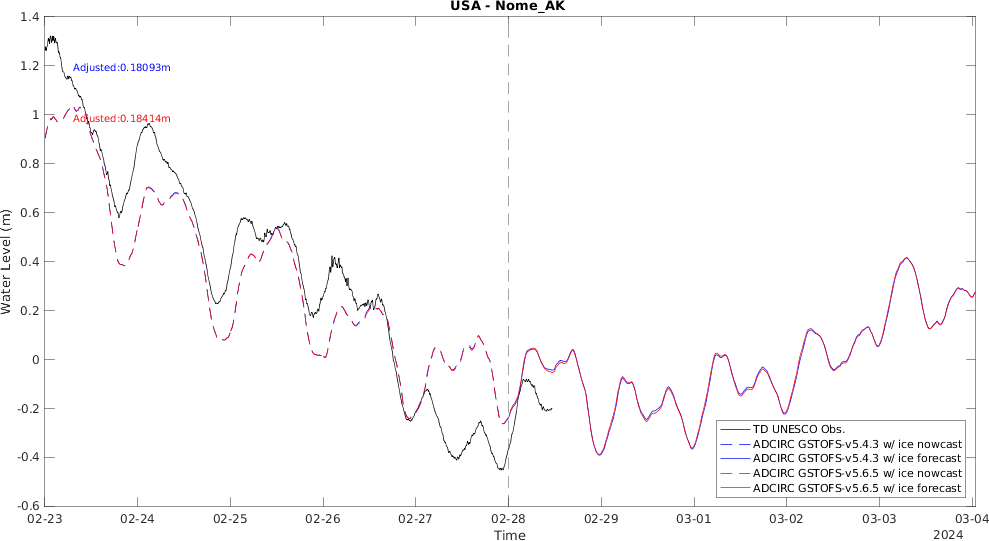 USA - Nome_AK
1.4
1.2
1
0.8
0.6
0.4
0.2
0
-0.2
-0.4
-0.6
Water Level (m)
Adjusted:0.18093m
Adjusted:0.18414m
TD UNESCO Obs.
ADCIRC GSTOFS-v5.4.3 w/ ice nowcast
ADCIRC GSTOFS-v5.4.3 w/ ice forecast
ADCIRC GSTOFS-v5.6.5 w/ ice nowcast
ADCIRC GSTOFS-v5.6.5 w/ ice forecast
02-23 02-24 02-25 02-26 02-27 02-28 02-29 03-01 03-02 03-03 03-04
Time
2024